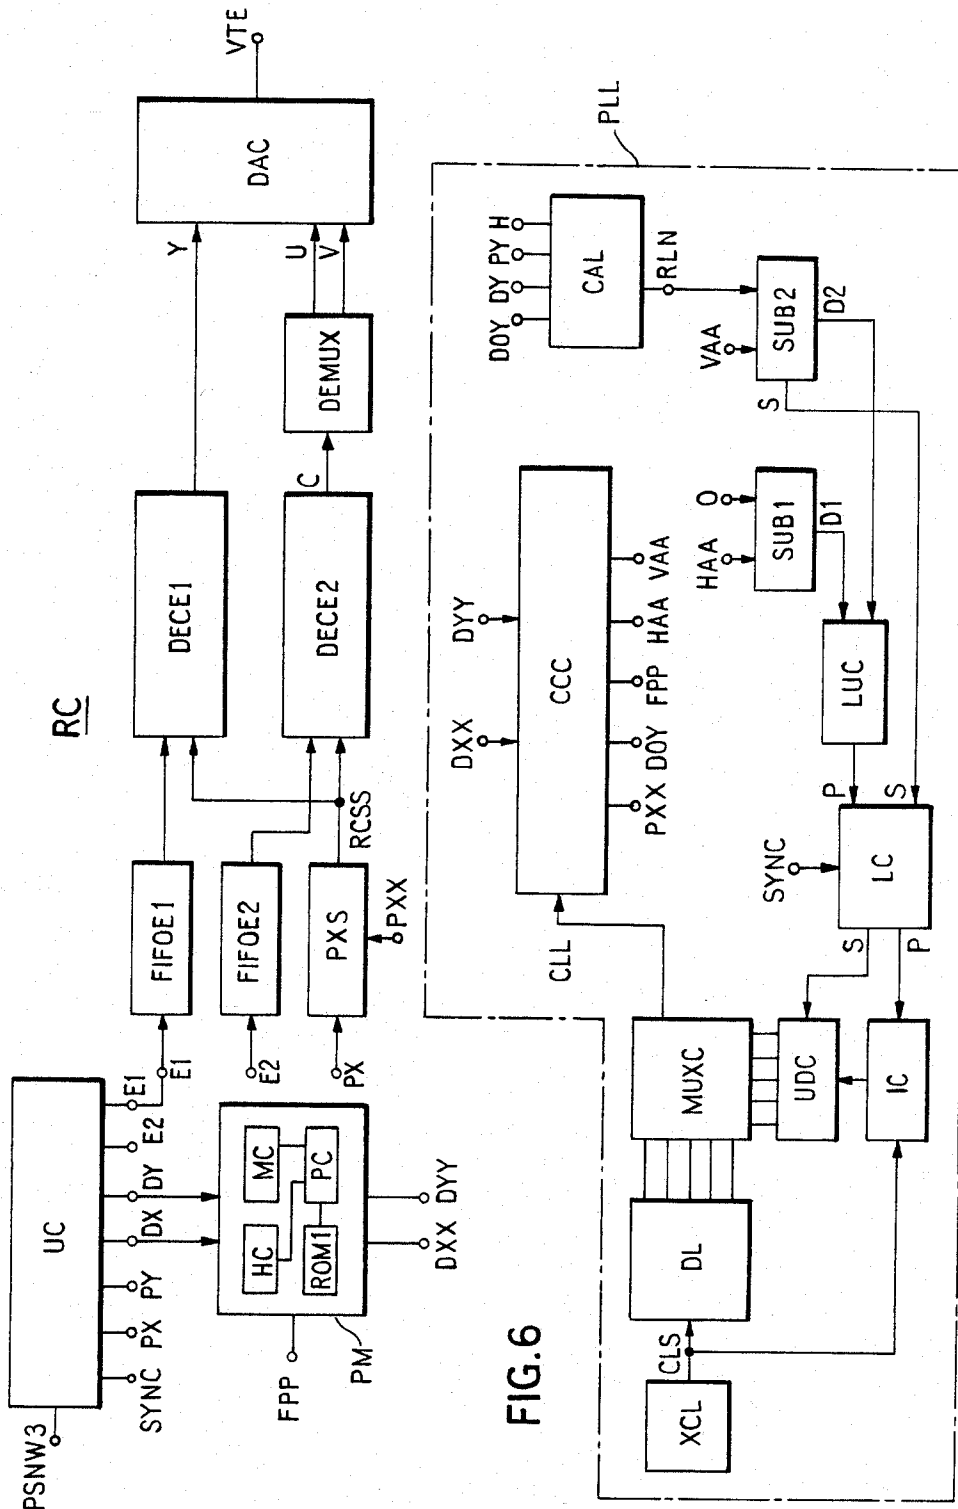 RC
PSNW3
UC
SYNC
PX
PY
DX
DY
E2
E1
E1
FIFOE1
DECE1
Y
DAC
VTE
E2
FIFOE2
DECE2
C
DEMUX
U
V
PX
PXS
PXX
RCSS
FPP
HC
MC
ROM1
PC
PM
DXX
DYY
FIG.6
PLL
XCL
CLS
DL
MUXC
CLL
UDC
IC
S
P
SYNC
LC
P
S
LUC
DXX
DYY
CCC
PXX
DOY
FPP
HAA
VAA
HAA
O
SUB1
D1
DOY
DY
PY
H
CAL
RLN
VAA
SUB2
S
D2